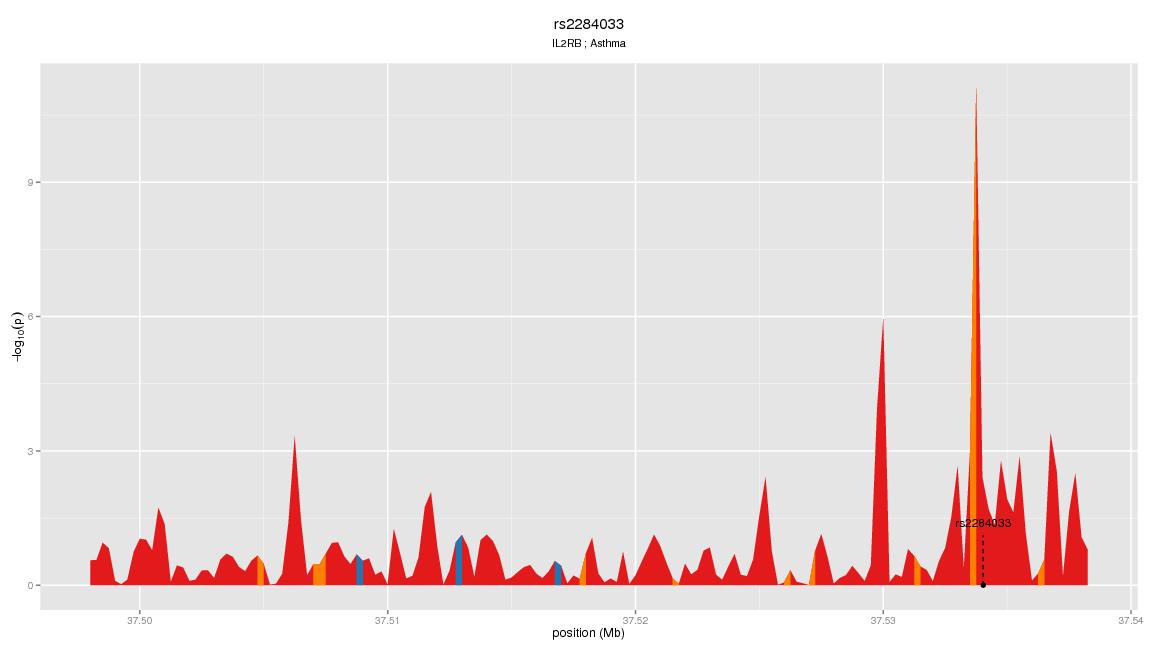 rs2284033
IL2RB ; Asthma
−log10(p)
9
6
3
0
rs2284033
37.50
37.51
37.52
37.53
37.54
position (Mb)